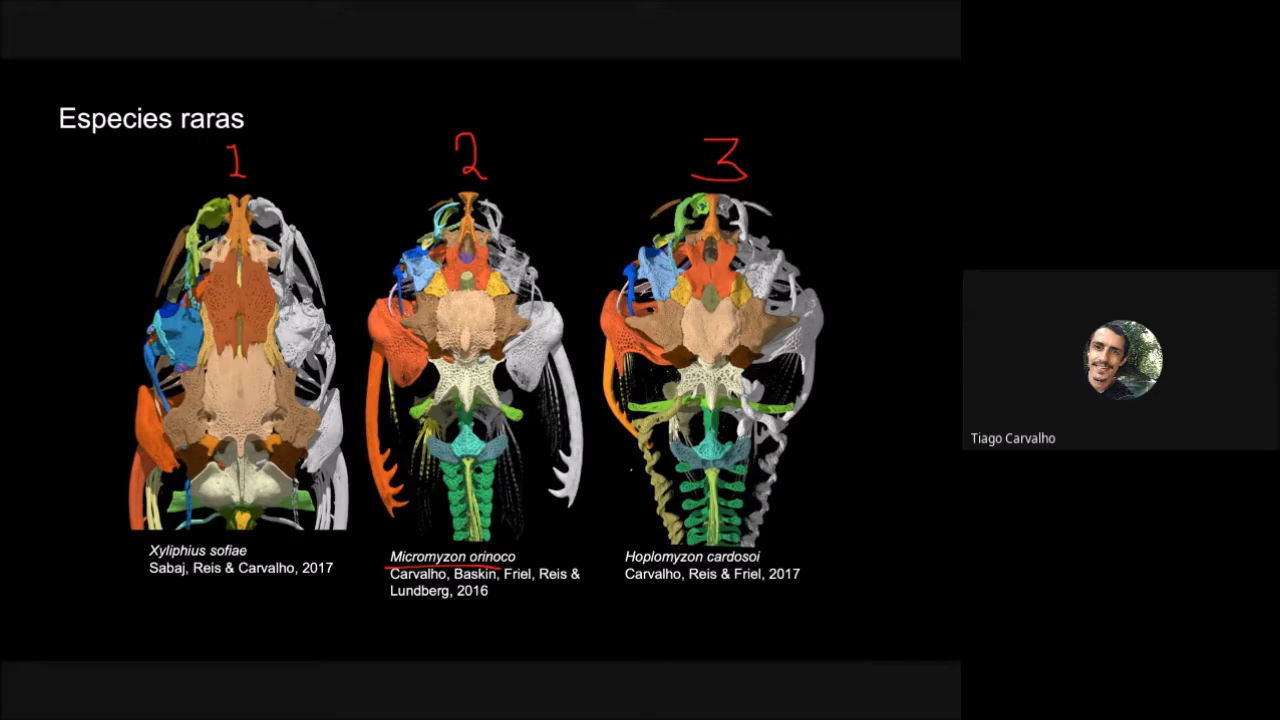 Especies raras
1 2 3
Xyliphius sofiae
Sabaj, Reis & Carvalho, 2017
Micromyzon orinoco
Carvalho, Baskin, Friel, Reis &
Lundberg, 2016
Hoplomyzon cardosoi
Carvalho, Reis & Friel, 2017
Tiago Carvalho